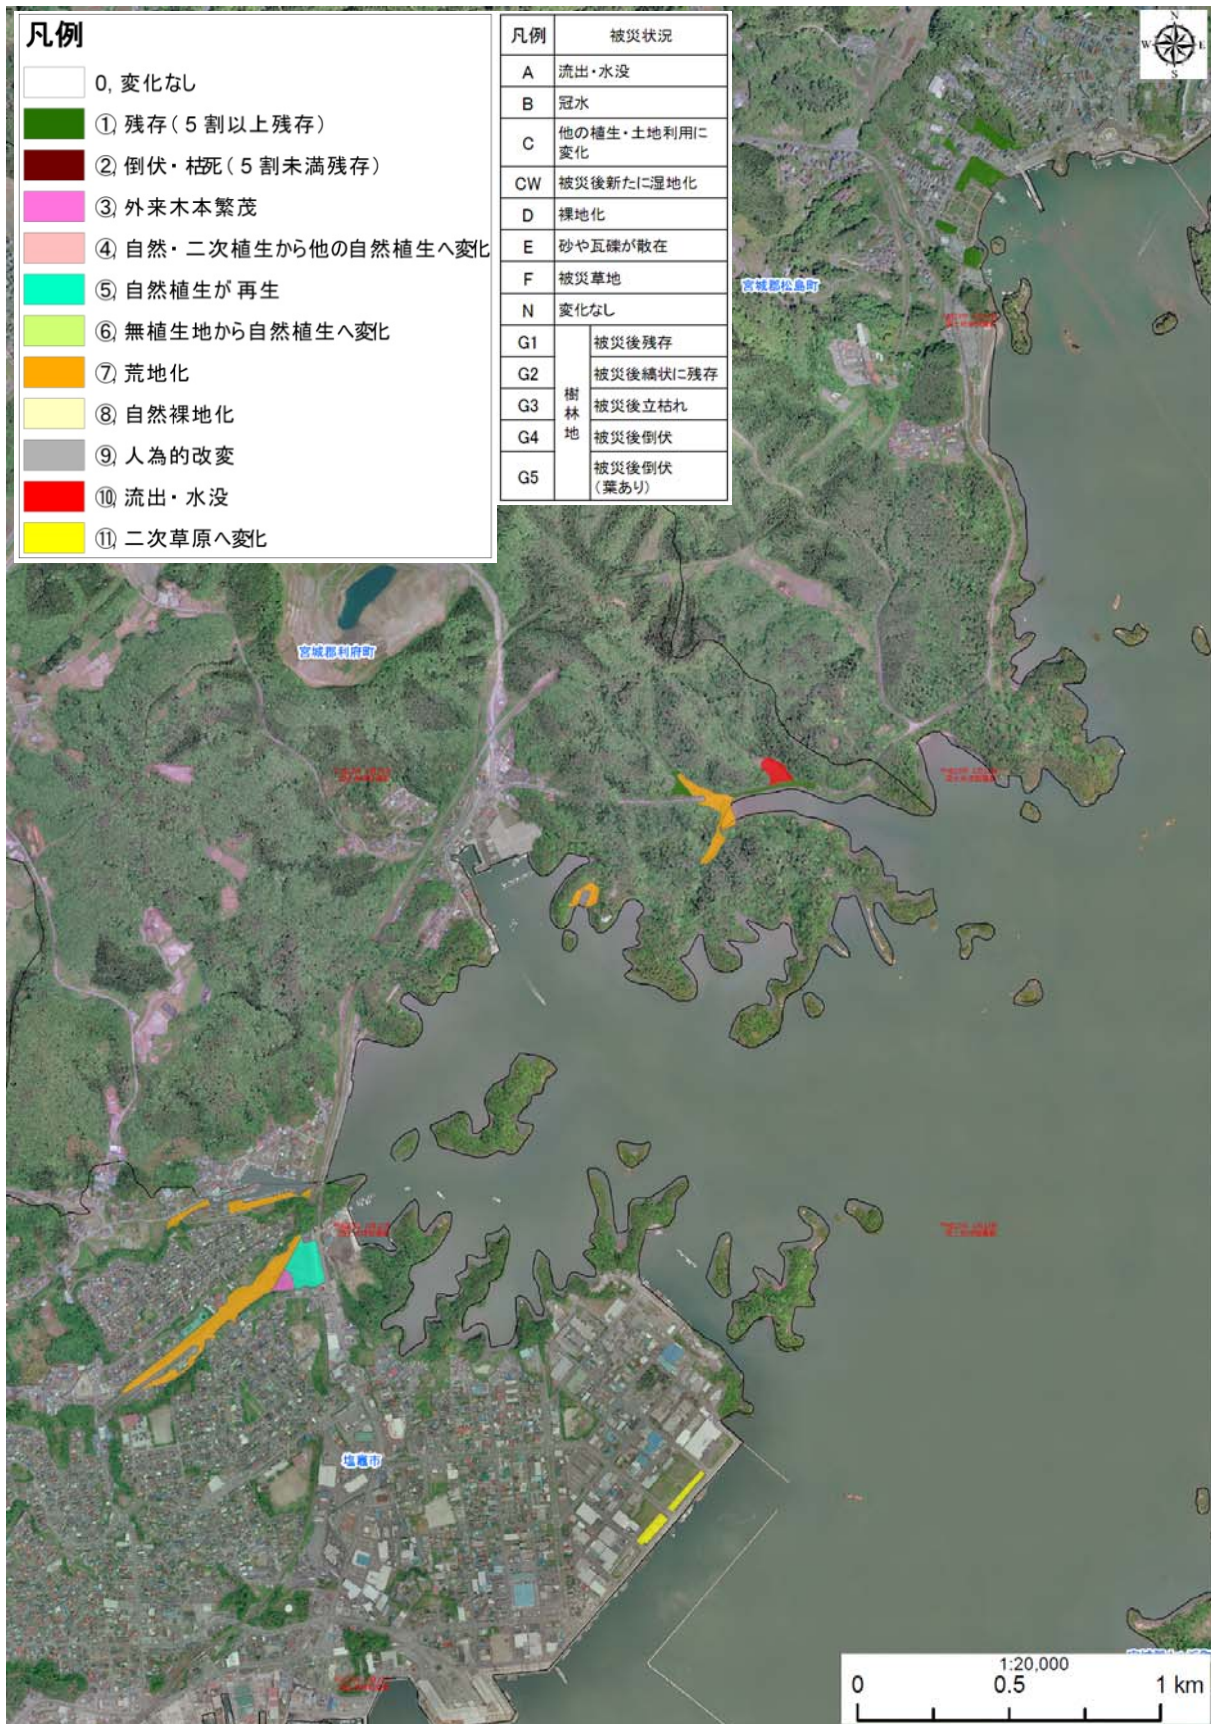 凡例
0, 変化なし
①, 残存(5割以上残存)
②, 倒伏・枯死(5割未満残存)
③, 外来木本繁茂
④, 自然・二次植生から他の自然植生へ変化
⑤, 自然植生が再生
⑥, 無植生地から自然植生へ変化
⑦, 荒地化
⑧, 自然裸地化
⑨, 人為的改変
⑩, 流出・水没
⑪, 二次草原へ変化
凡例 被災状況
A 流出・水没
B 冠水
C 他の植生・土地利用に
変化
CW 被災後新たに湿地化
D 裸地化
E 砂や瓦礫が散在
F 被災草地
N 変化なし
樹林地
G1 被災後残存
G2 被災後縞状に残存
G3 被災後立枯れ
G4 被災後倒伏
G5 被災後倒伏
(葉あり)
N
W E
S
宮城郡松島町
宮城郡利府町
塩竈市
1:20,000
0 0.5 1 km